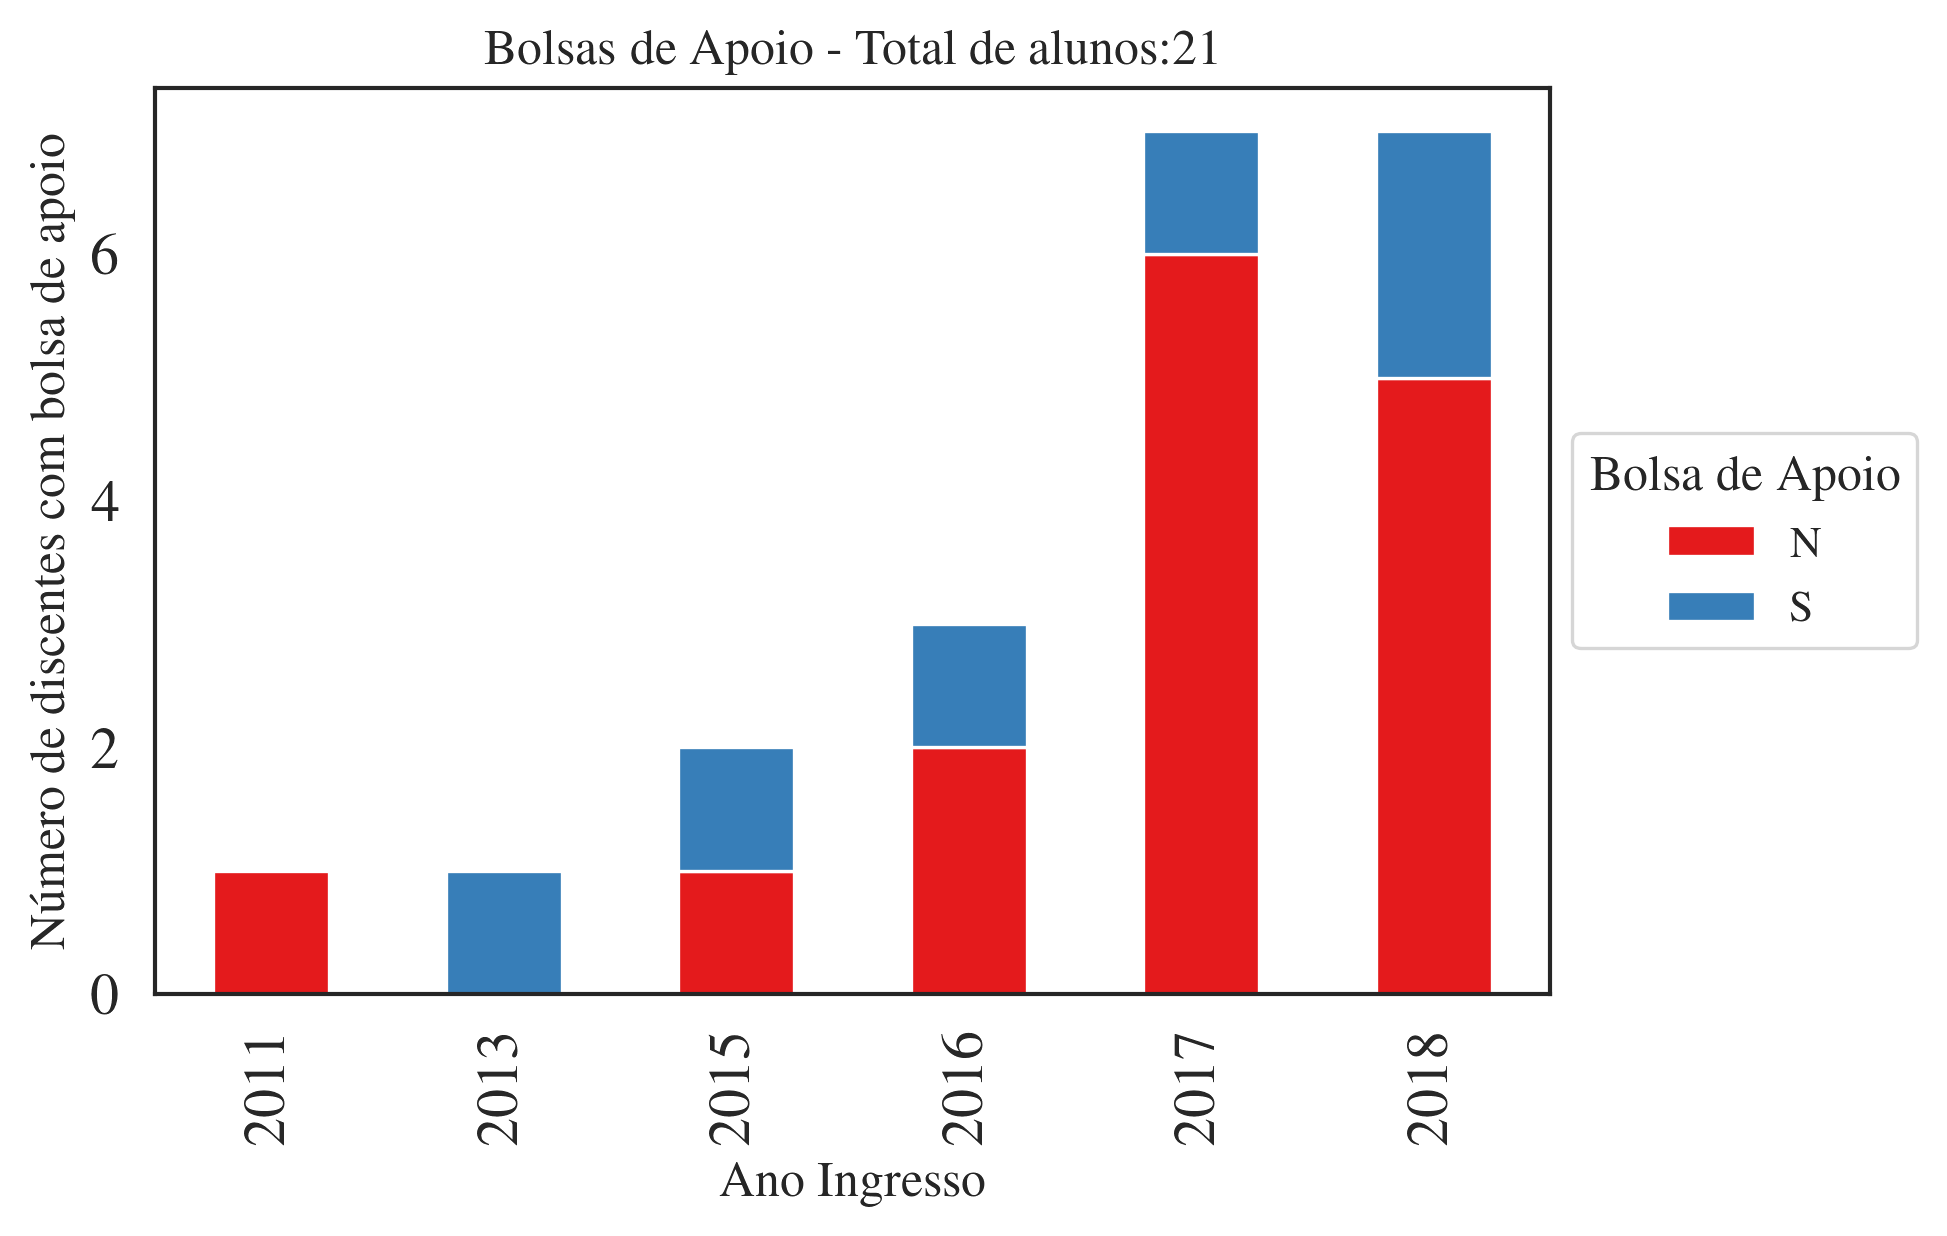 Bolsas de Apoio - Total de alunos:21
Número de discentes com bolsa de apoio
6
4
2
0
2011
2013
2015
2016
2017
2018
Ano Ingresso
Bolsa de Apoio
N
S